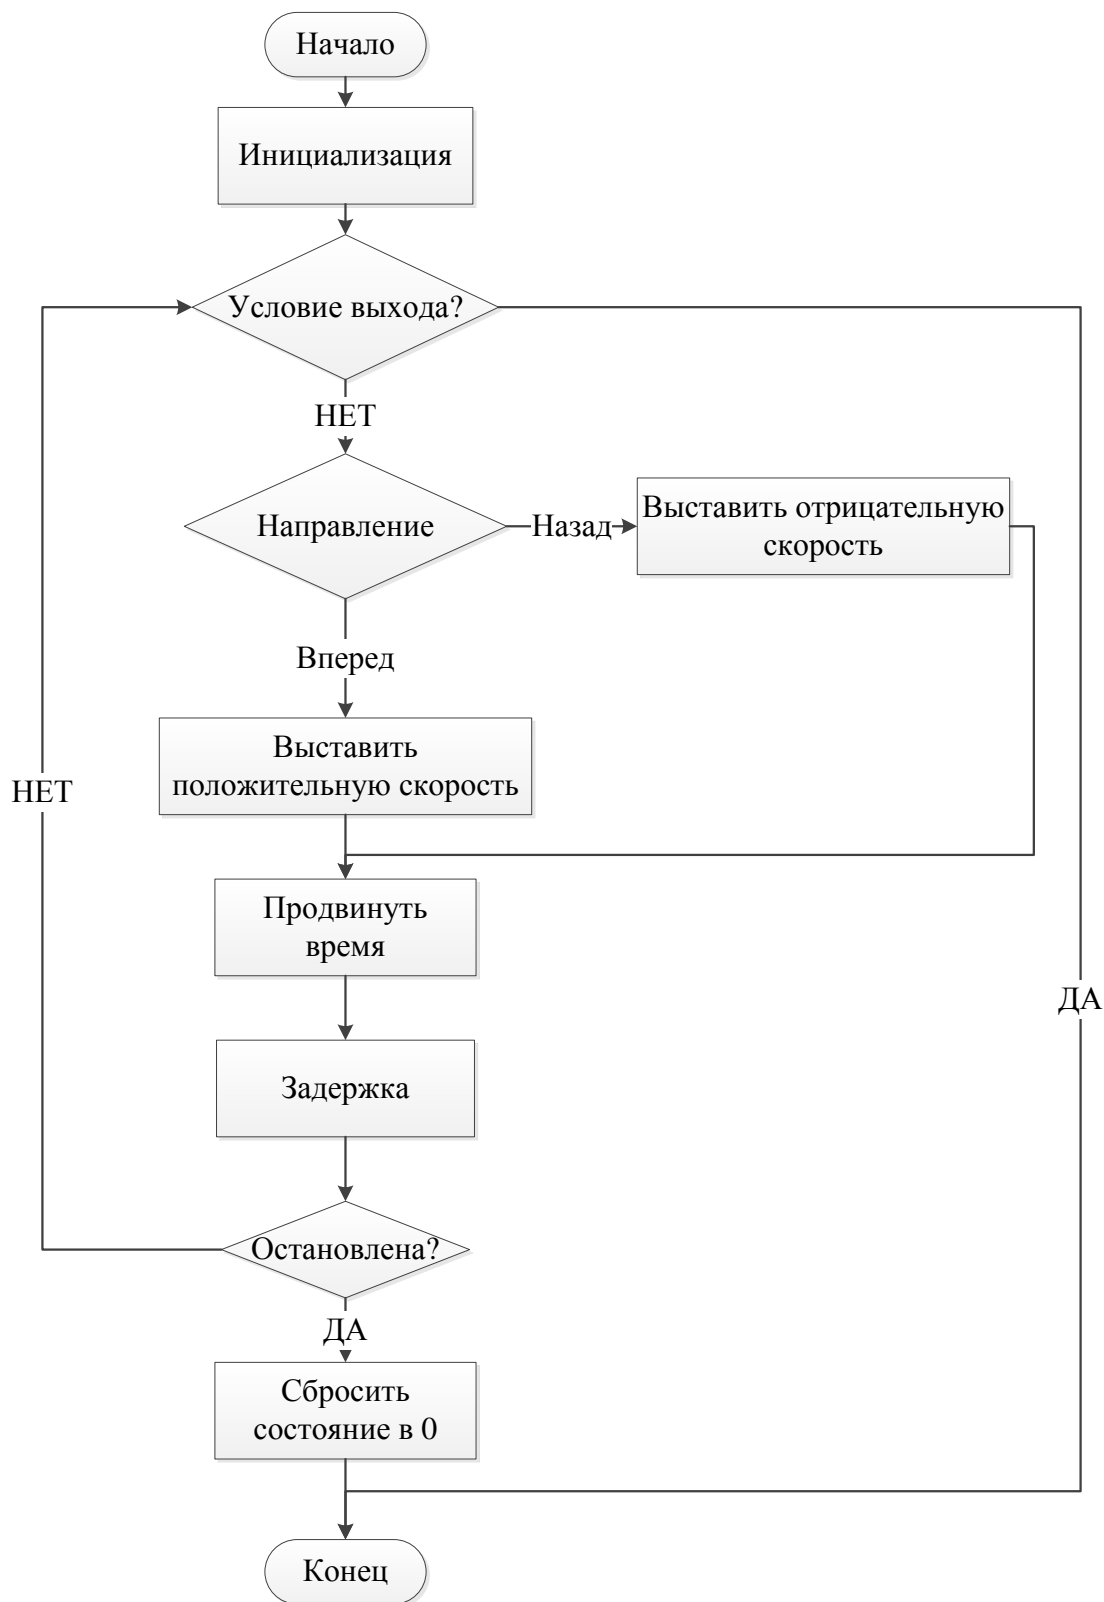 Начало
Инициализация
Условие выхода?
НЕТ
Направление
Назад
Выставить отрицательную
скорость
Вперед
Выставить
положительную скорость
НЕТ
Продвинуть
время
ДА
Задержка
Остановлена?
ДА
Сбросить
состояние в 0
Конец